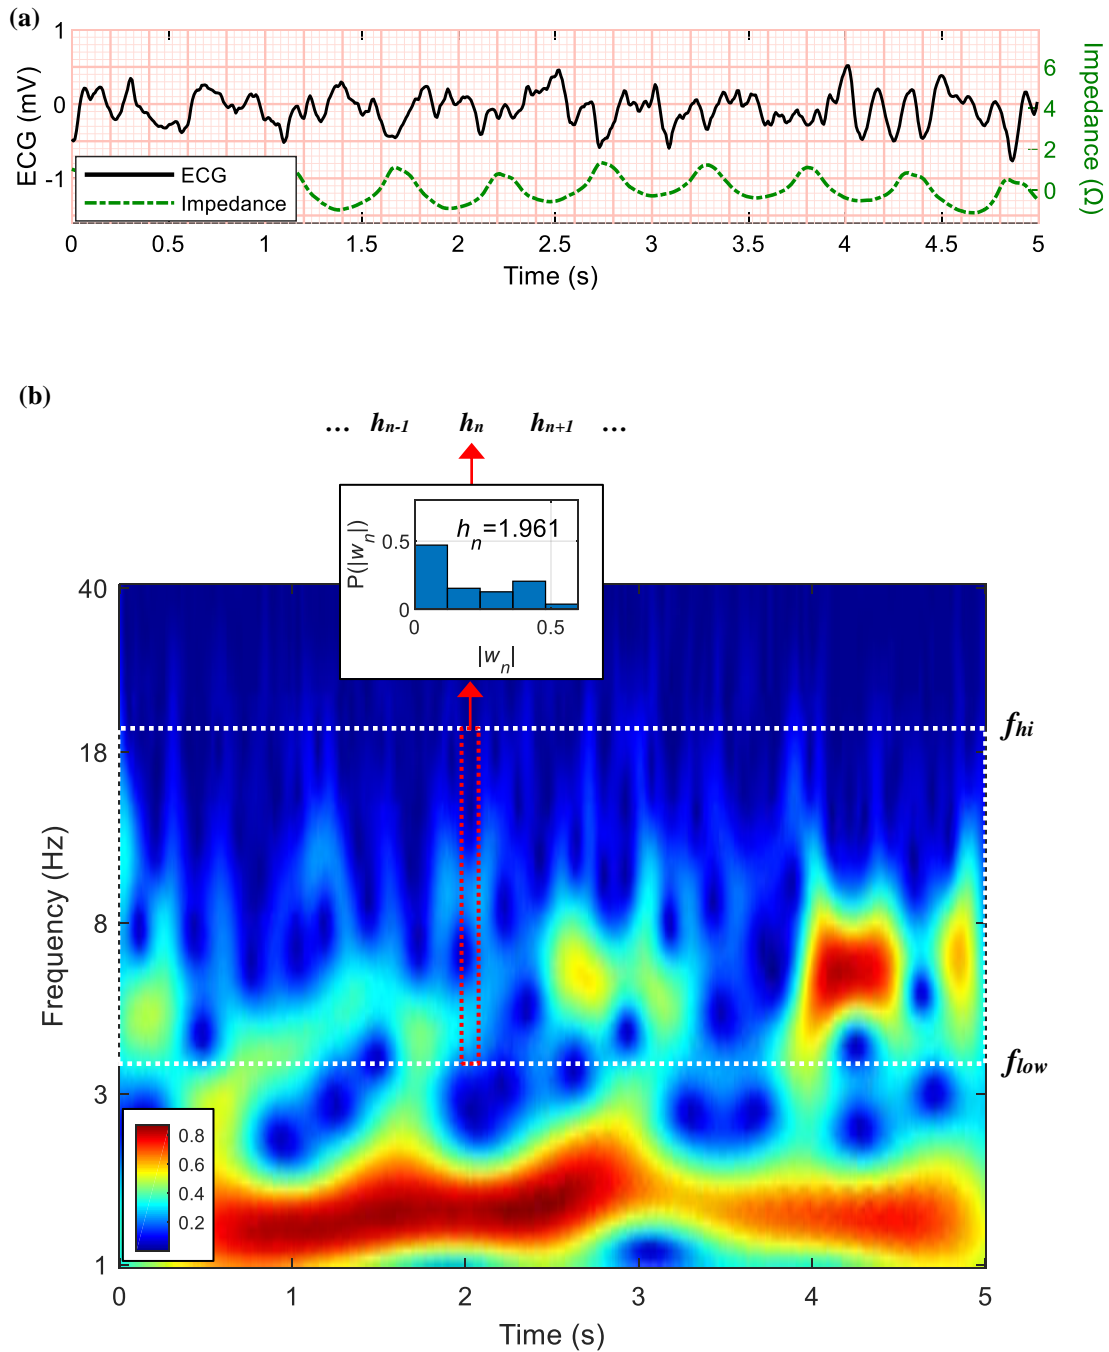 (a)
1
0
-1
ECG (mV)
6
4
2
0
Impedance (Ω)
ECG
Impedance
0 0.5 1 1.5 2 2.5 3 3.5 4 4.5 5
Time (s)
(b)
... hn-1 hn hn+1 ...
hn=1.961
P(|wn|)
0.5
0
0 0.5
|wn|
40
18
8
3
1
Frequency (Hz)
fhi
flow
0.8
0.6
0.4
0.2
0 1 2 3 4 5
Time (s)